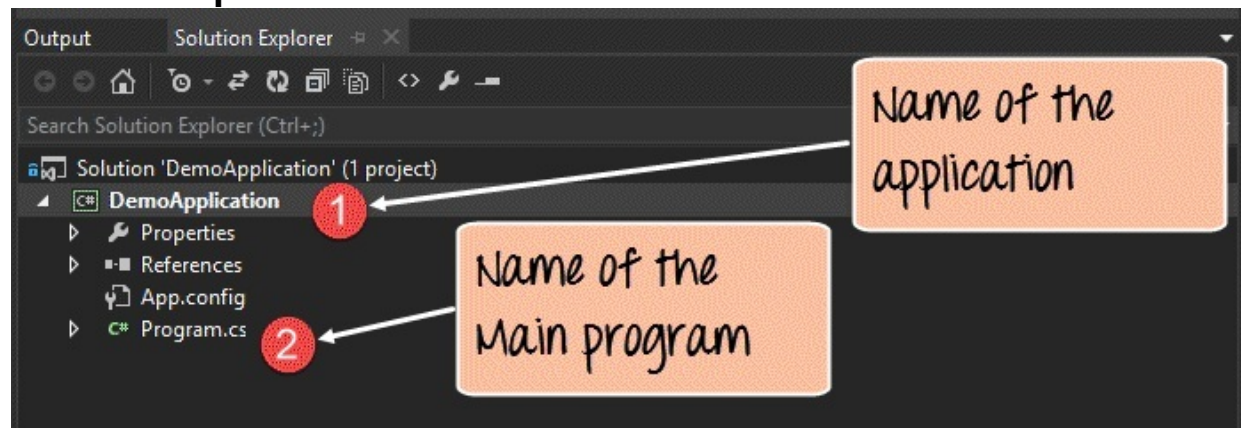 Output Solution Explorer
Search Solution Explorer (Ctrl+;)
Solution 'DemoApplication' (1 project)
C# DemoApplication
1
Name of the
application
Properties
References
App.config
C# Program.cs
2
Name of the
Main program